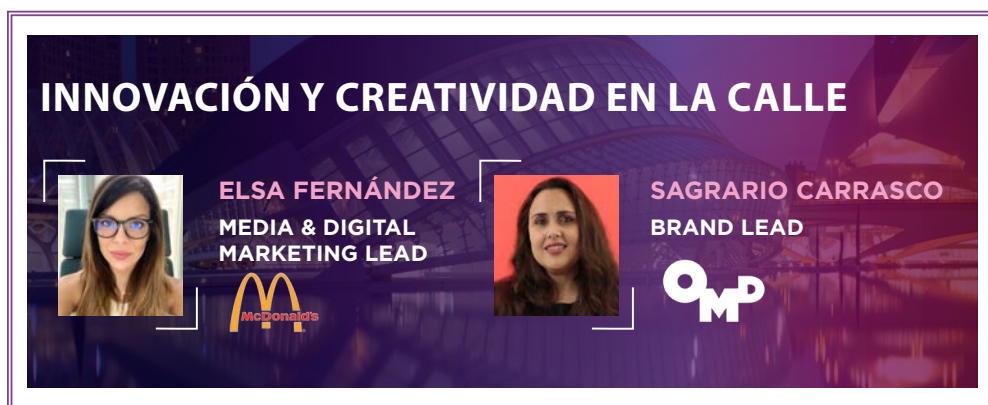 INNOVACIÓN Y CREATIVIDAD EN LA CALLE
ELSA FERNÁNDEZ
MEDIA & DIGITAL
MARKETING LEAD
McDonald's
SAGRARIO CARRASCO
BRAND LEAD
OMD